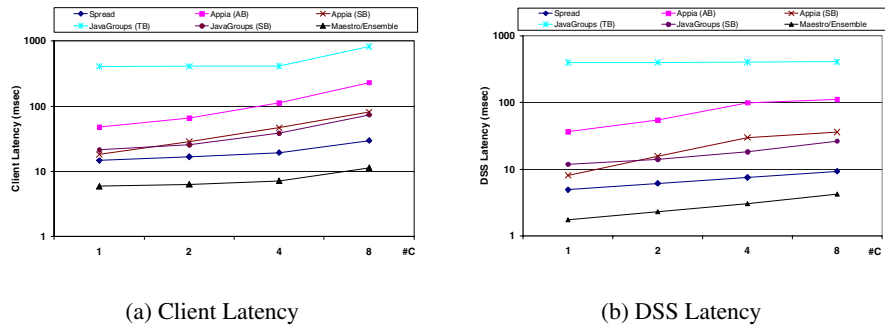 Spread Appia (AB) Appia (SB)
JavaGroups (TB) JavaGroups (SB) Maestro/Ensemble
1000
100
10
1
Client Latency (msec)
1 2 4 8 #C
(a) Client Latency
Spread Appia (AB) Appia (SB)
JavaGroups (TB) JavaGroups (SB) Maestro/Ensemble
1000
100
10
1
DSS Latency (msec)
1 2 4 8 #C
(b) DSS Latency